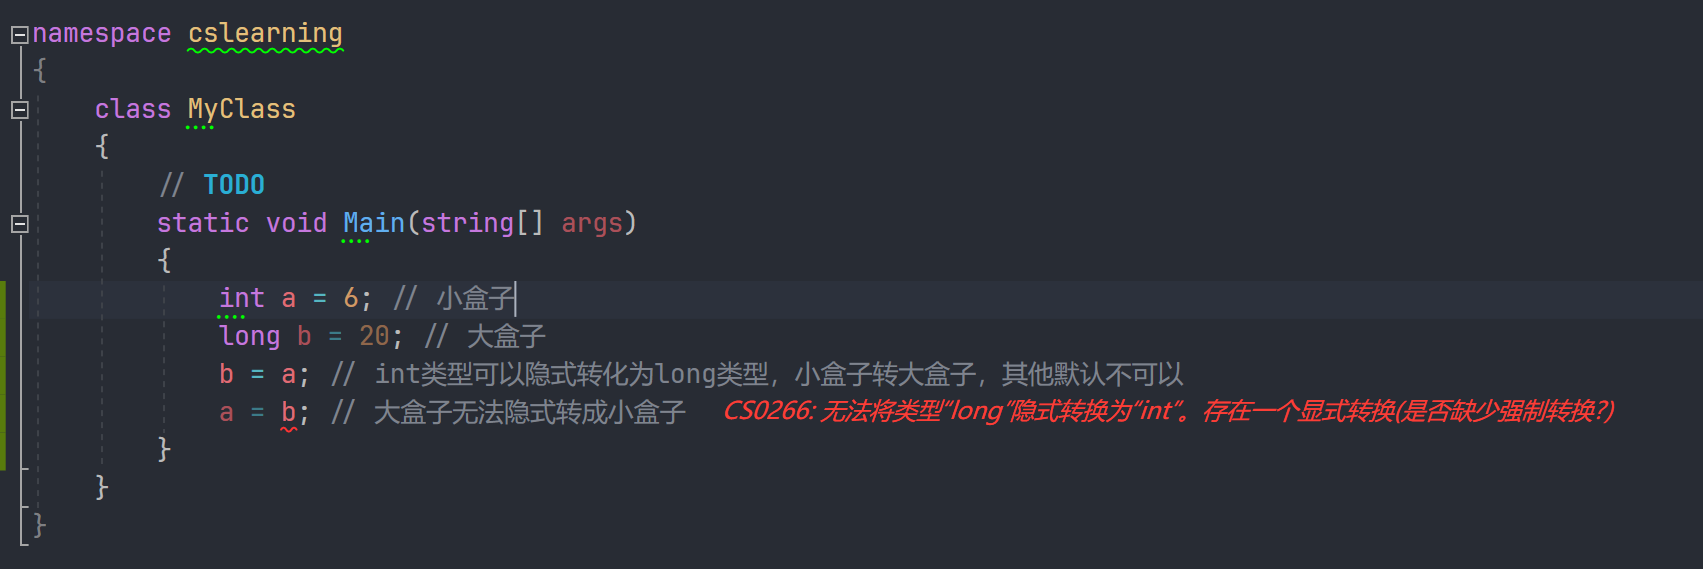 namespace cslearning
{
class MyClass
{
// TODO
static void Main(string[] args)
{
int a = 6; // 小盒子
long b = 20; // 大盒子
b = a; // int类型可以隐式转化为long类型，小盒子转大盒子，其他默认不可以
a = b; // 大盒子无法隐式转成小盒子 CS0266: 无法将类型“long”隐式转换为“int”。存在一个显式转换(是否缺少强制转换?)
}
}
}